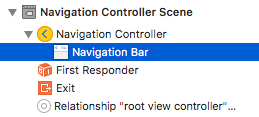 Navigation Controller Scene
Navigation Controller
Navigation Bar
First Responder
Exit
Relationship "root view controller"...